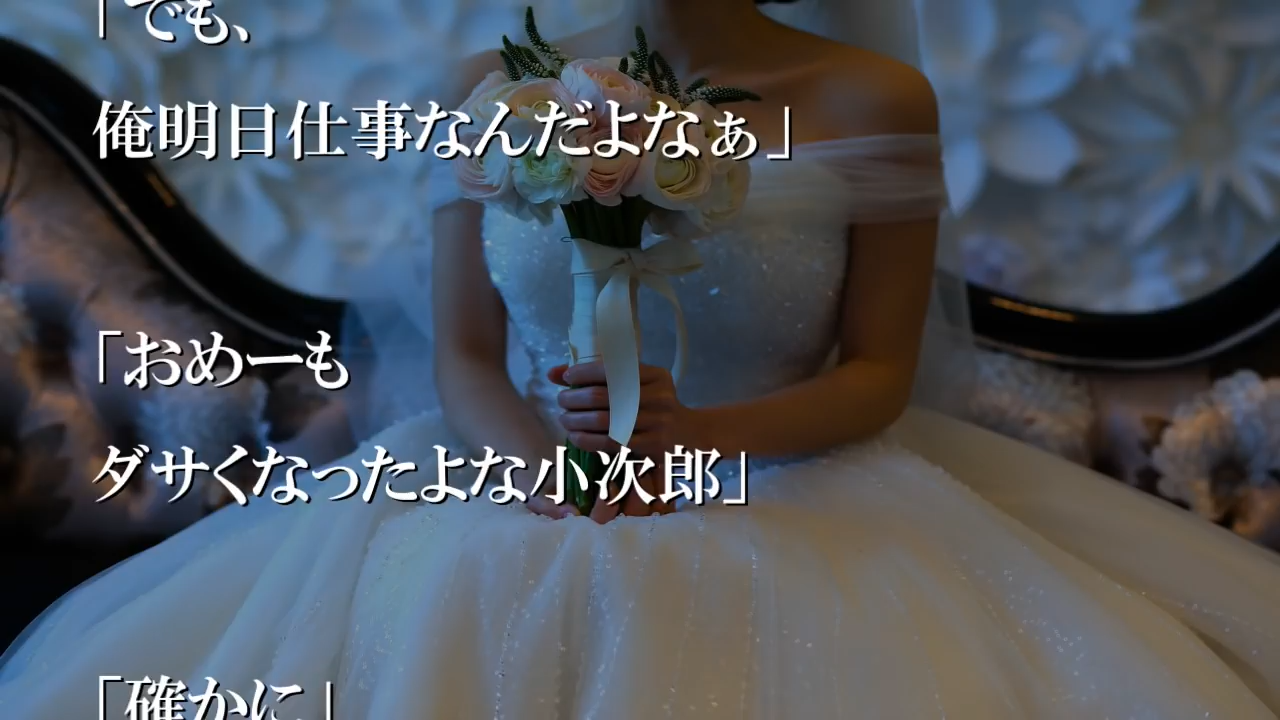 「でも、
俺明日仕事なんだよなぁ」
「おめーも
ダサくなったよな小次郎」
「確かに」